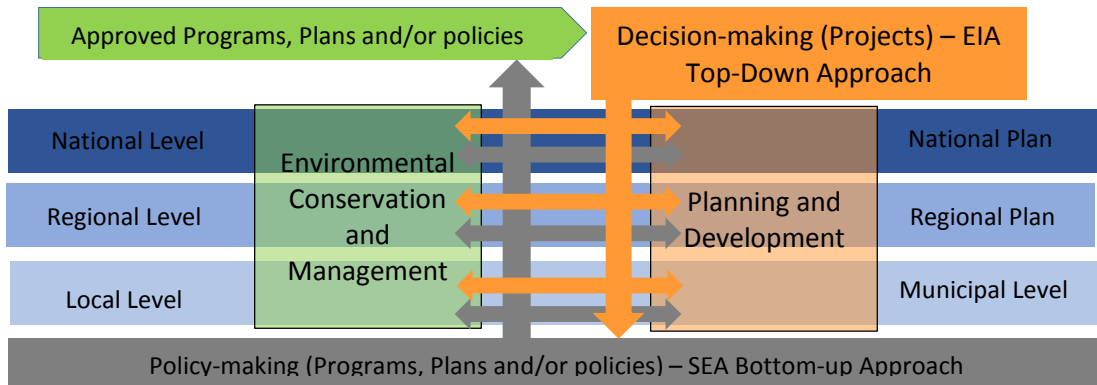 Approved Programs, Plans and/or policies
Decision-making (Projects) – EIA
Top-Down Approach
National Level
National Plan
Environmental
Conservation
and
Management
Planning and
Development
Regional Level
Regional Plan
Local Level
Municipal Level
Policy-making (Programs, Plans and/or policies) – SEA Bottom-up Approach